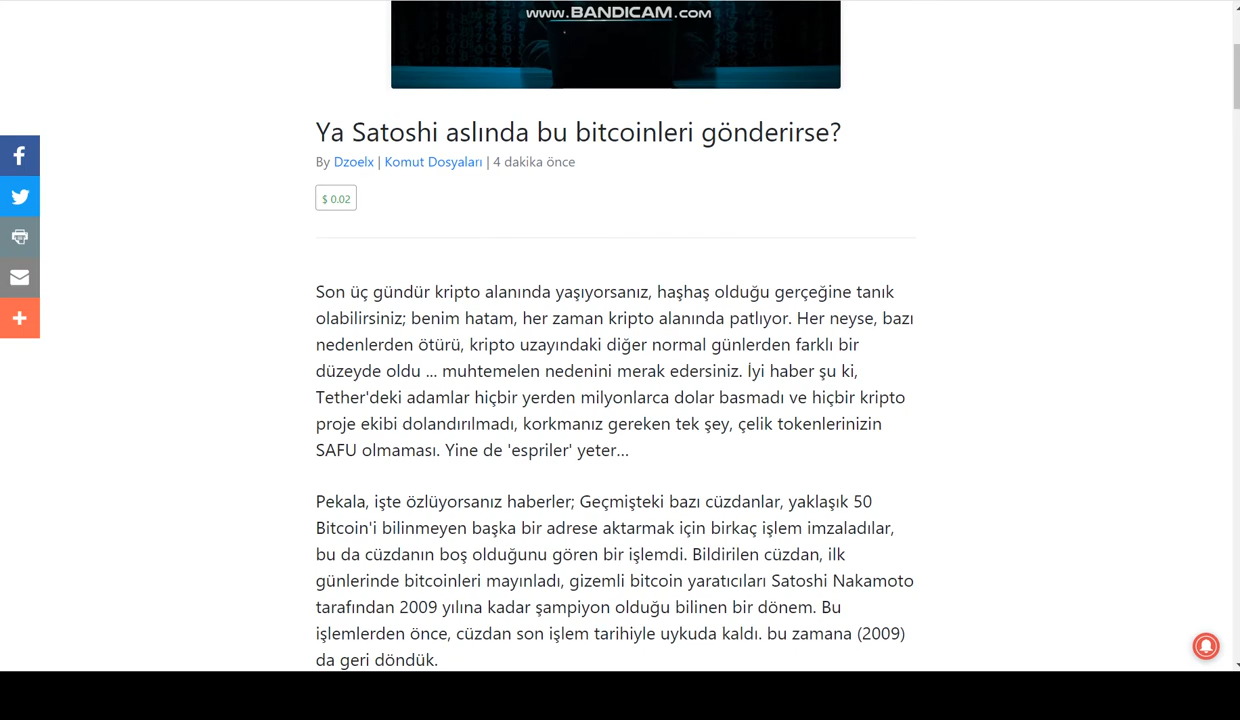 www.BANDICAM.com
Ya Satoshi aslında bu bitcoinleri gönderirse?
By Dzoelx | Komut Dosyaları | 4 dakika önce
$ 0.02
Son üç gündür kripto alanında yaşıyorsanız, haşhaş olduğu gerçeğine tanık
olabilirsiniz; benim hatam, her zaman kripto alanında patlıyor. Her neyse, bazı
nedenlerden ötürü, kripto uzayındaki diğer normal günlerden farklı bir
düzeyde oldu ... muhtemelen nedenini merak edersiniz. İyi haber şu ki,
Tether'deki adamlar hiçbir yerden milyonlarca dolar basmadı ve hiçbir kripto
proje ekibi dolandırılmadı, korkmanız gereken tek şey, çelik tokenlerinizin
SAFU olmaması. Yine de 'espriler' yeter...
Pekala, işte özlüyorsanız haberler; Geçmişteki bazı cüzdanlar, yaklaşık 50
Bitcoin'i bilinmeyen başka bir adrese aktarmak için birkaç işlem imzaladılar,
bu da cüzdanın boş olduğunu gören bir işlemdi. Bildirilen cüzdan, ilk
günlerinde bitcoinleri mayınladı, gizemli bitcoin yaratıcıları Satoshi Nakamoto
tarafından 2009 yılına kadar şampiyon olduğu bilinen bir dönem. Bu
işlemlerden önce, cüzdan son işlem tarihiyle uykuda kaldı. bu zamana (2009)
da geri döndük.